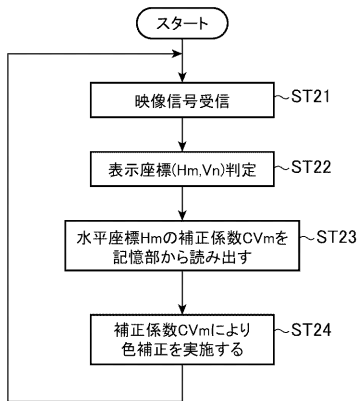 スタート
映像信号受信
ST21
表示座標(Hm,Vn)判定
ST22
水平座標Hmの補正係数CVmを
記憶部から読み出す
ST23
補正係数CVmにより
色補正を実施する
ST24